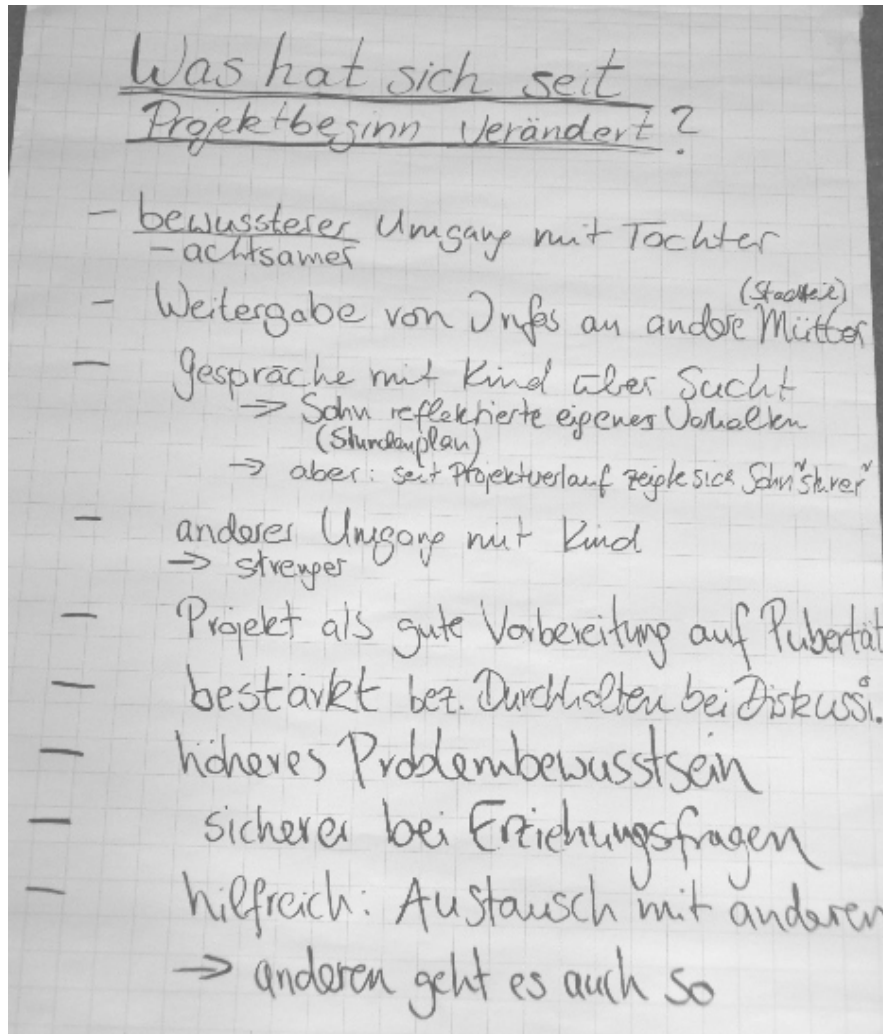 Was hat sich seit
Projektbeginn verändert?
- bewussterer Umgang mit Tochter
- achtsamer
(Stadtteil)
- Weitergabe von Infos an andere Mütter
- Gespräche mit Kind über Sucht
→ Sohn reflektierte eigenes Verhalten
(Stundenplan)
→ aber: seit Projektverlauf zeigte sich Sohn
- anderer Umgang mit Kind
→ strenger
- Projekt als gute Vorbereitung auf Pubertät
- bestärkt bez. Durchhalten bei Diskussi.
- höheres Problembewusstsein
- sicherer bei Erziehungsfragen
- hilfreich: Austausch mit anderen
→ anderen geht es auch so